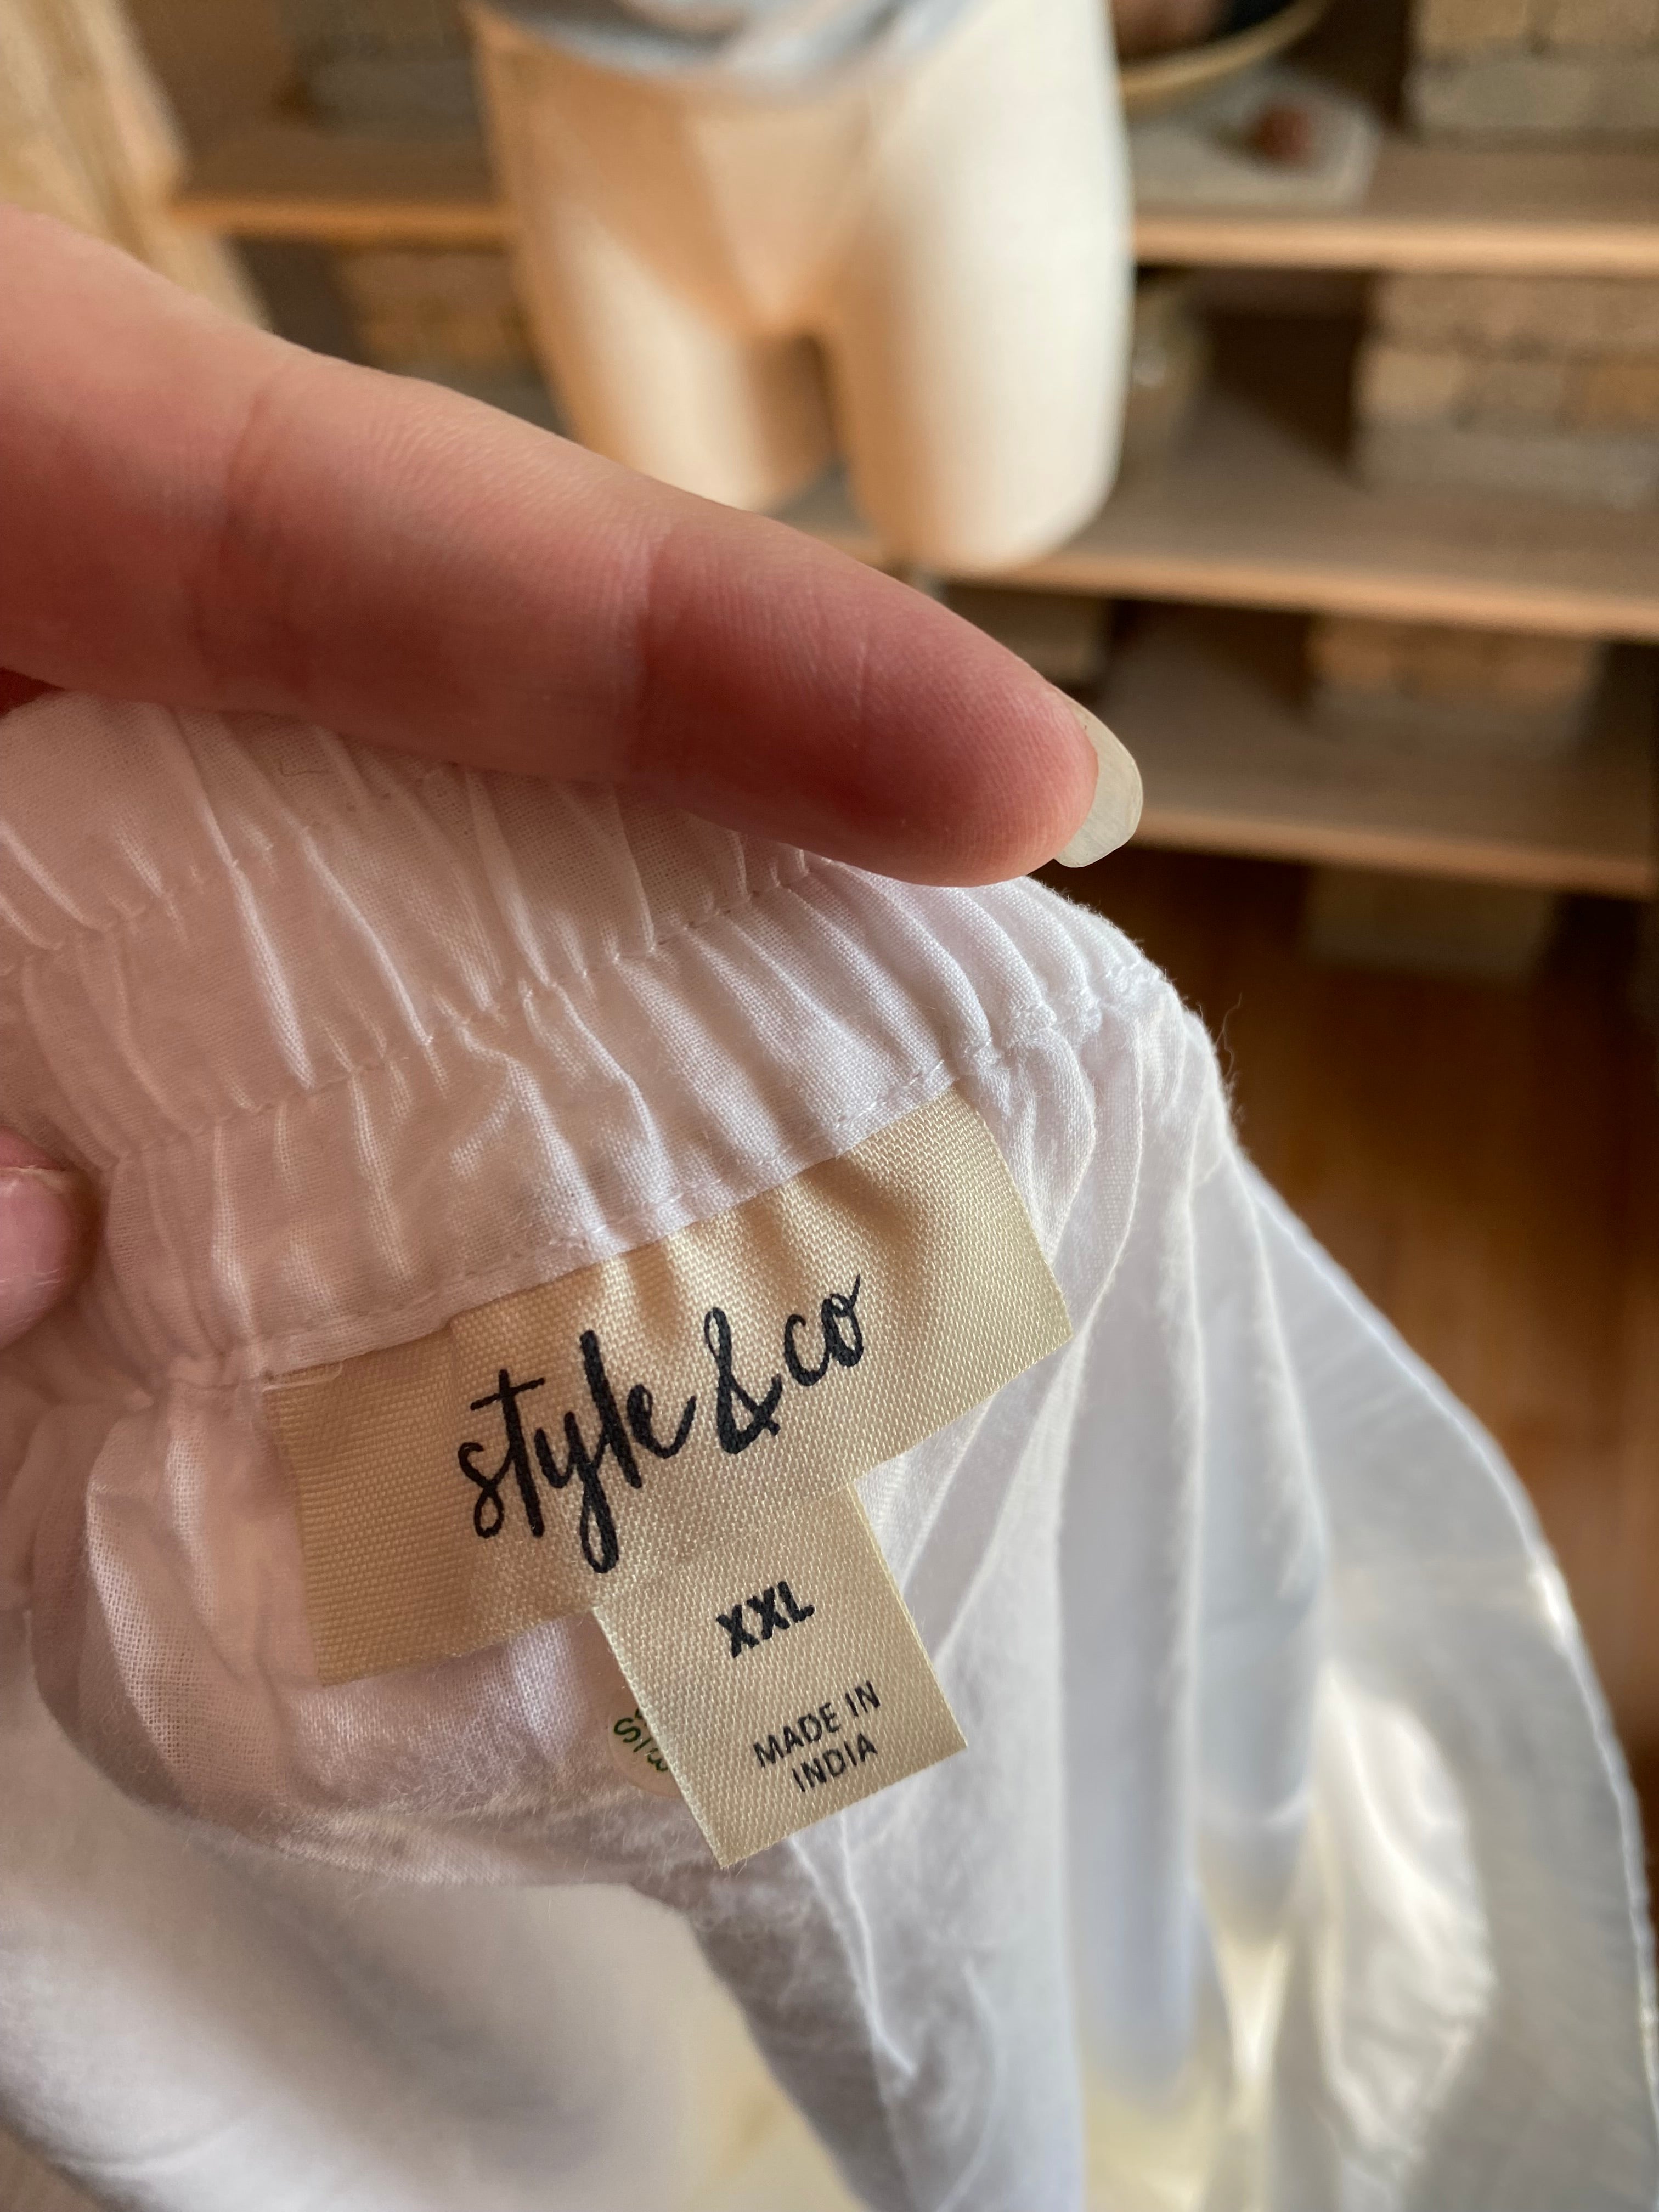 style & co
XXL
MADE IN
INDIA